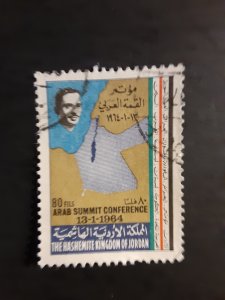 مؤتمر
القمة العربي
١٣-١-١٩٦٤
80 FILS
٨٠ فلسا
ARAB SUMMIT CONFERENCE
13-1-1964
المملكة الأردنية الهاشمية
THE HASHEMITE KINGDOM OF JORDAN